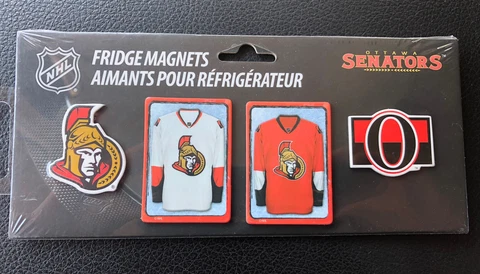 NHL
FRIDGE MAGNETS
AIMANTS POUR RÉFRIGÉRATEUR
OTTAWA
SENATORS
O